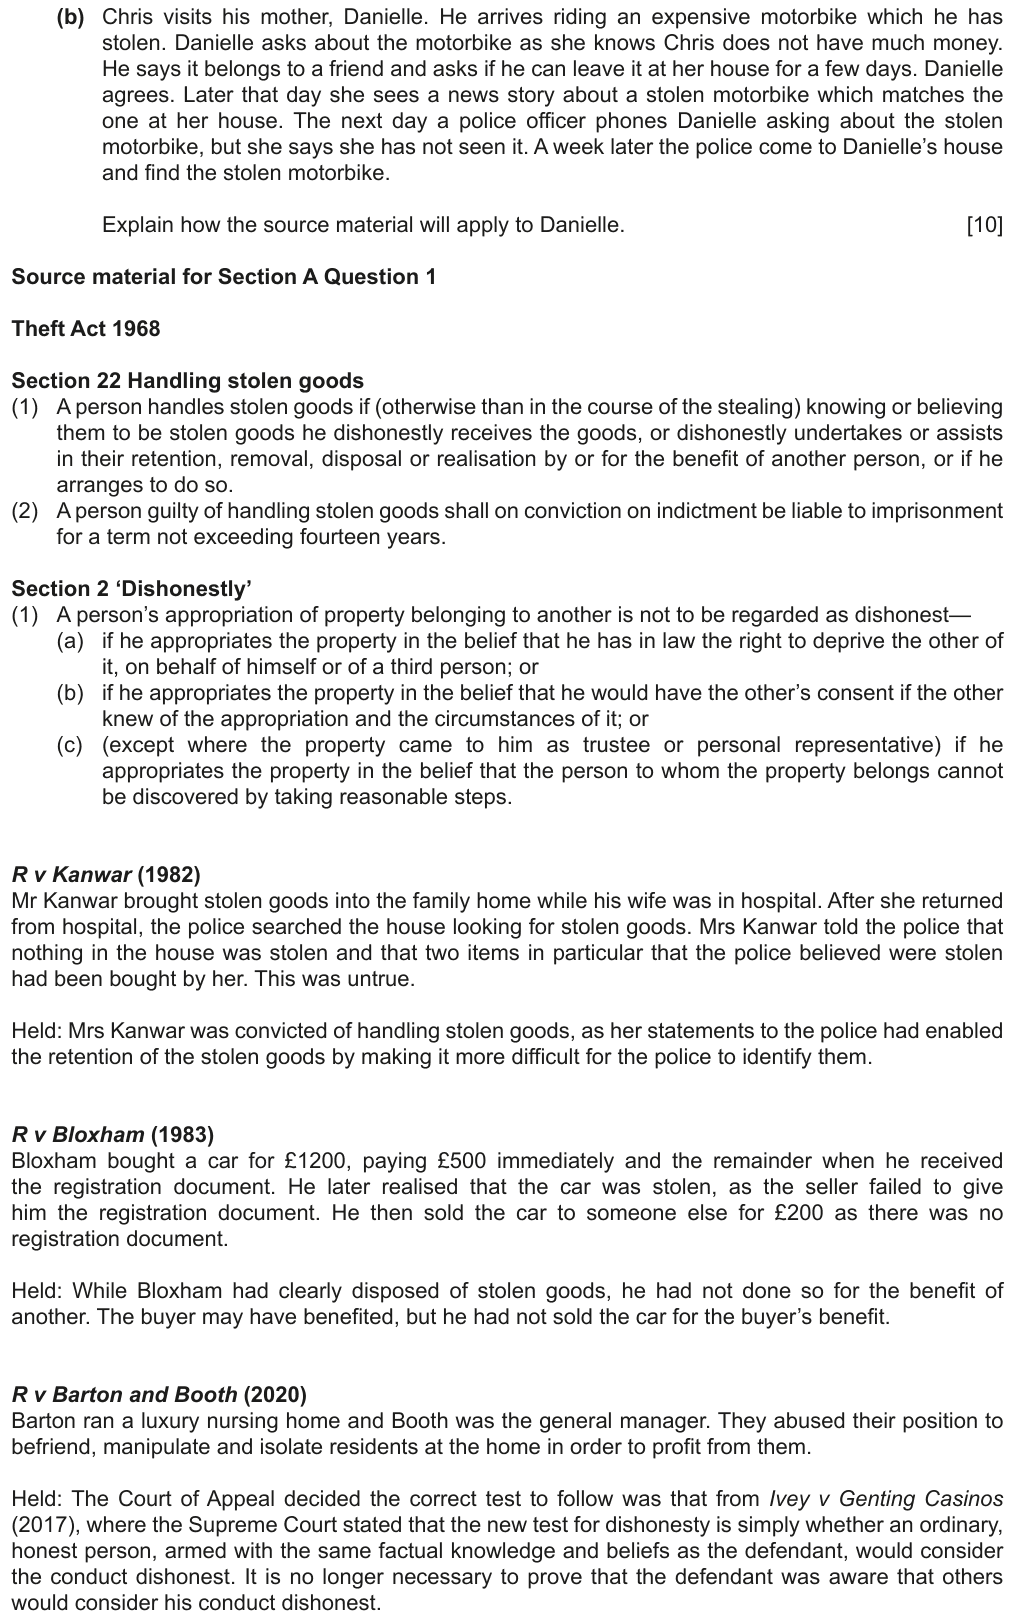 (b) Chris visits his mother, Danielle. He arrives riding an expensive motorbike which he has
stolen. Danielle asks about the motorbike as she knows Chris does not have much money.
He says it belongs to a friend and asks if he can leave it at her house for a few days. Danielle
agrees. Later that day she sees a news story about a stolen motorbike which matches the
one at her house. The next day a police officer phones Danielle asking about the stolen
motorbike, but she says she has not seen it. A week later the police come to Danielle's house
and find the stolen motorbike.
Explain how the source material will apply to Danielle. [10]
Source material for Section A Question 1
Theft Act 1968
Section 22 Handling stolen goods
(1) A person handles stolen goods if (otherwise than in the course of the stealing) knowing or believing
them to be stolen goods he dishonestly receives the goods, or dishonestly undertakes or assists
in their retention, removal, disposal or realisation by or for the benefit of another person, or if he
arranges to do so.
(2) A person guilty of handling stolen goods shall on conviction on indictment be liable to imprisonment
for a term not exceeding fourteen years.
Section 2 ‘Dishonestly’
(1) A person's appropriation of property belonging to another is not to be regarded as dishonest—
(a) if he appropriates the property in the belief that he has in law the right to deprive the other of
it, on behalf of himself or of a third person; or
(b) if he appropriates the property in the belief that he would have the other's consent if the other
knew of the appropriation and the circumstances of it; or
(c) (except where the property came to him as trustee or personal representative) if he
appropriates the property in the belief that the person to whom the property belongs cannot
be discovered by taking reasonable steps.
R v Kanwar (1982)
Mr Kanwar brought stolen goods into the family home while his wife was in hospital. After she returned
from hospital, the police searched the house looking for stolen goods. Mrs Kanwar told the police that
nothing in the house was stolen and that two items in particular that the police believed were stolen
had been bought by her. This was untrue.
Held: Mrs Kanwar was convicted of handling stolen goods, as her statements to the police had enabled
the retention of the stolen goods by making it more difficult for the police to identify them.
R v Bloxham (1983)
Bloxham bought a car for £1200, paying £500 immediately and the remainder when he received
the registration document. He later realised that the car was stolen, as the seller failed to give
him the registration document. He then sold the car to someone else for £200 as there was no
registration document.
Held: While Bloxham had clearly disposed of stolen goods, he had not done so for the benefit of
another. The buyer may have benefited, but he had not sold the car for the buyer's benefit.
R v Barton and Booth (2020)
Barton ran a luxury nursing home and Booth was the general manager. They abused their position to
befriend, manipulate and isolate residents at the home in order to profit from them.
Held: The Court of Appeal decided the correct test to follow was that from Ivey v Genting Casinos
(2017), where the Supreme Court stated that the new test for dishonesty is simply whether an ordinary,
honest person, armed with the same factual knowledge and beliefs as the defendant, would consider
the conduct dishonest. It is no longer necessary to prove that the defendant was aware that others
would consider his conduct dishonest.